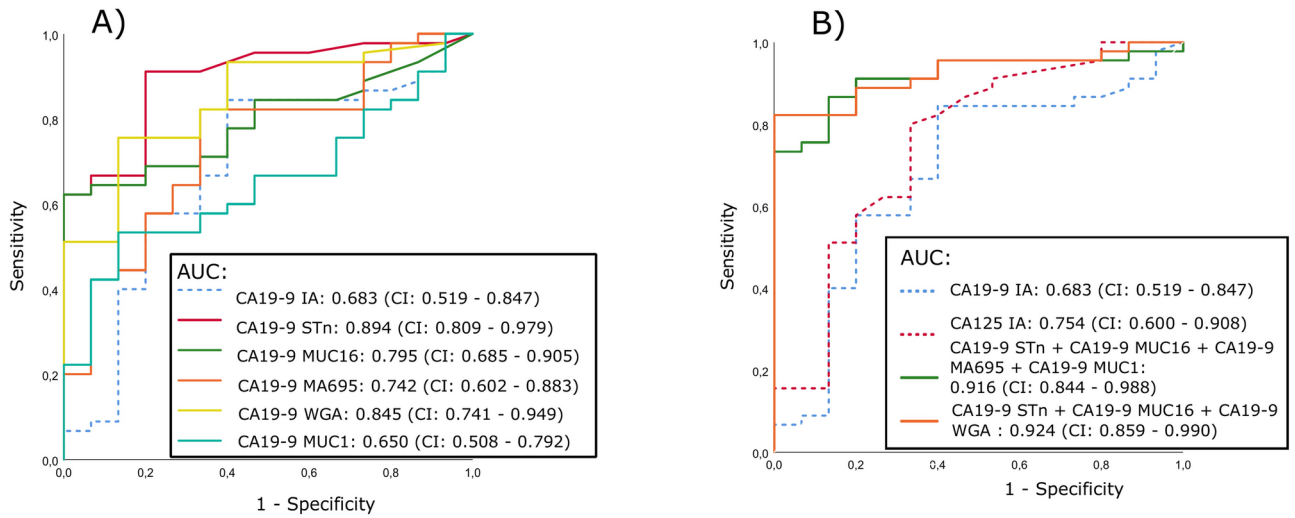 A)
1,0
0,8
0,6
0,4
0,2
0,0
Sensitivity
AUC:
CA19-9 IA: 0.683 (CI: 0.519 - 0.847)
CA19-9 STn: 0.894 (CI: 0.809 - 0.979)
CA19-9 MUC16: 0.795 (CI: 0.685 - 0.905)
CA19-9 MA695: 0.742 (CI: 0.602 - 0.883)
CA19-9 WGA: 0.845 (CI: 0.741 - 0.949)
CA19-9 MUC1: 0.650 (CI: 0.508 - 0.792)
0,0 0,2 0,4 0,6 0,8 1,0
1 - Specificity
B)
1,0
0,8
0,6
0,4
0,2
0,0
Sensitivity
AUC:
CA19-9 IA: 0.683 (CI: 0.519 - 0.847)
CA125 IA: 0.754 (CI: 0.600 - 0.908)
CA19-9 STn + CA19-9 MUC16 + CA19-9
MA695 + CA19-9 MUC1:
0.916 (CI: 0.844 - 0.988)
CA19-9 STn + CA19-9 MUC16 + CA19-9
WGA : 0.924 (CI: 0.859 - 0.990)
0,0 0,2 0,4 0,6 0,8 1,0
1 - Specificity